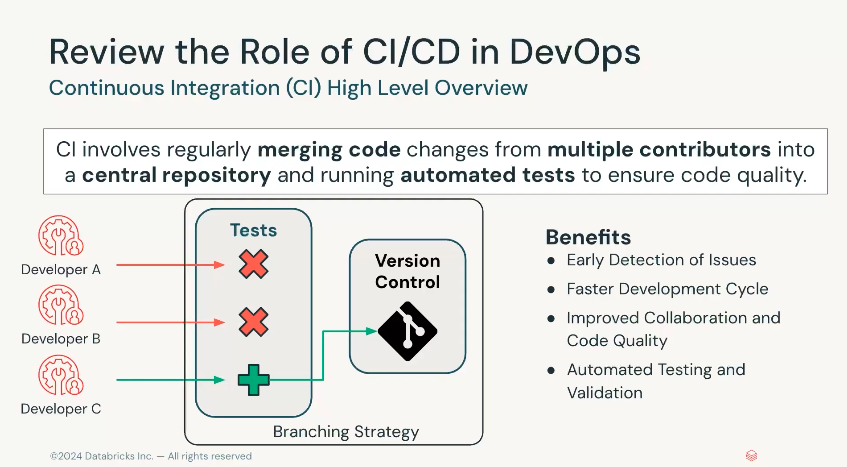 Review the Role of CI/CD in DevOps
Continuous Integration (CI) High Level Overview
CI involves regularly merging code changes from multiple contributors into
a central repository and running automated tests to ensure code quality.
Developer A
Developer B
Developer C
Tests
Version
Control
Branching Strategy
Benefits
● Early Detection of Issues
● Faster Development Cycle
● Improved Collaboration and
Code Quality
● Automated Testing and
Validation
©2024 Databricks Inc. — All rights reserved